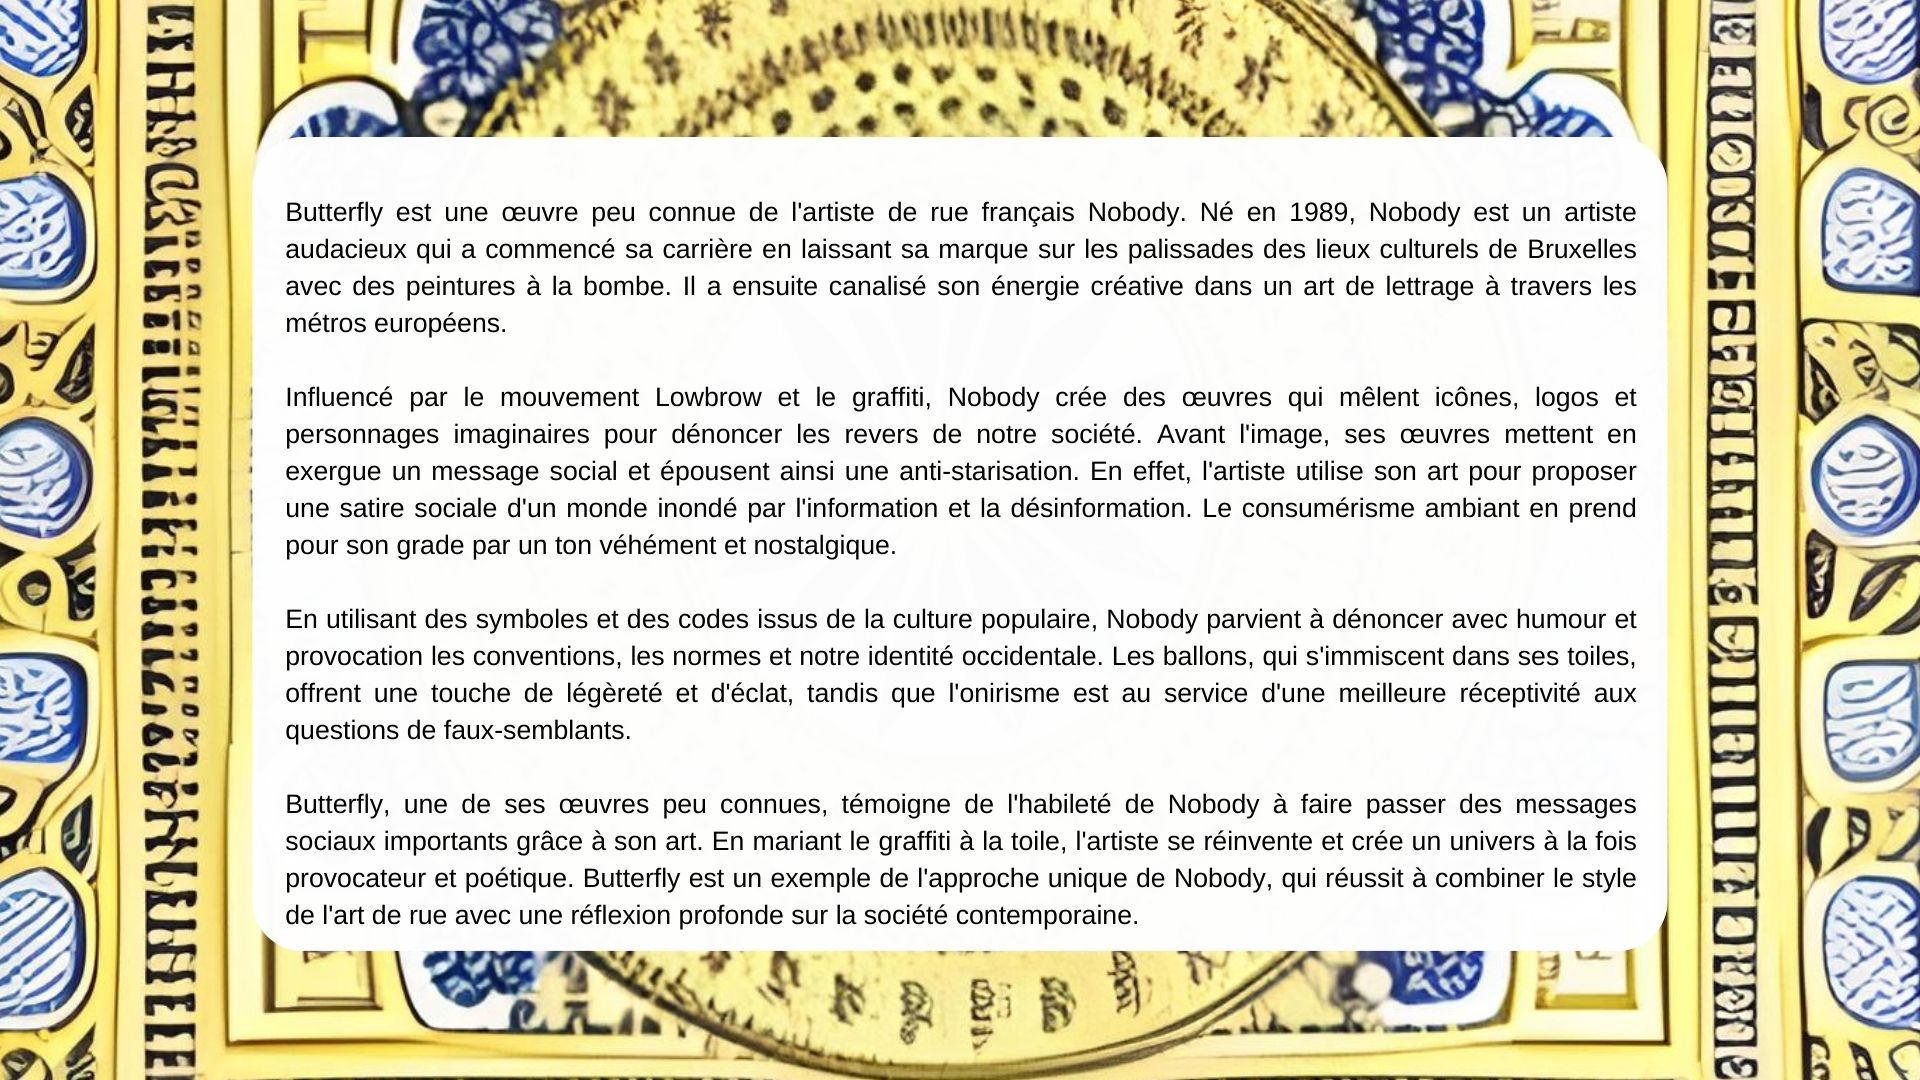 Butterfly est une œuvre peu connue de l'artiste de rue français Nobody. Né en 1989, Nobody est un artiste
audacieux qui a commencé sa carrière en laissant sa marque sur les palissades des lieux culturels de Bruxelles
avec des peintures à la bombe. Il a ensuite canalisé son énergie créative dans un art de lettrage à travers les
métros européens.
Influencé par le mouvement Lowbrow et le graffiti, Nobody crée des œuvres qui mêlent icônes, logos et
personnages imaginaires pour dénoncer les revers de notre société. Avant l'image, ses œuvres mettent en
exergue un message social et épousent ainsi une anti-starisation. En effet, l'artiste utilise son art pour proposer
une satire sociale d'un monde inondé par l'information et la désinformation. Le consumérisme ambiant en prend
pour son grade par un ton véhément et nostalgique.
En utilisant des symboles et des codes issus de la culture populaire, Nobody parvient à dénoncer avec humour et
provocation les conventions, les normes et notre identité occidentale. Les ballons, qui s'immiscent dans ses toiles,
offrent une touche de légèreté et d'éclat, tandis que l'onirisme est au service d'une meilleure réceptivité aux
questions de faux-semblants.
Butterfly, une de ses œuvres peu connues, témoigne de l'habileté de Nobody à faire passer des messages
sociaux importants grâce à son art. En mariant le graffiti à la toile, l'artiste se réinvente et crée un univers à la fois
provocateur et poétique. Butterfly est un exemple de l'approche unique de Nobody, qui réussit à combiner le style
de l'art de rue avec une réflexion profonde sur la société contemporaine.